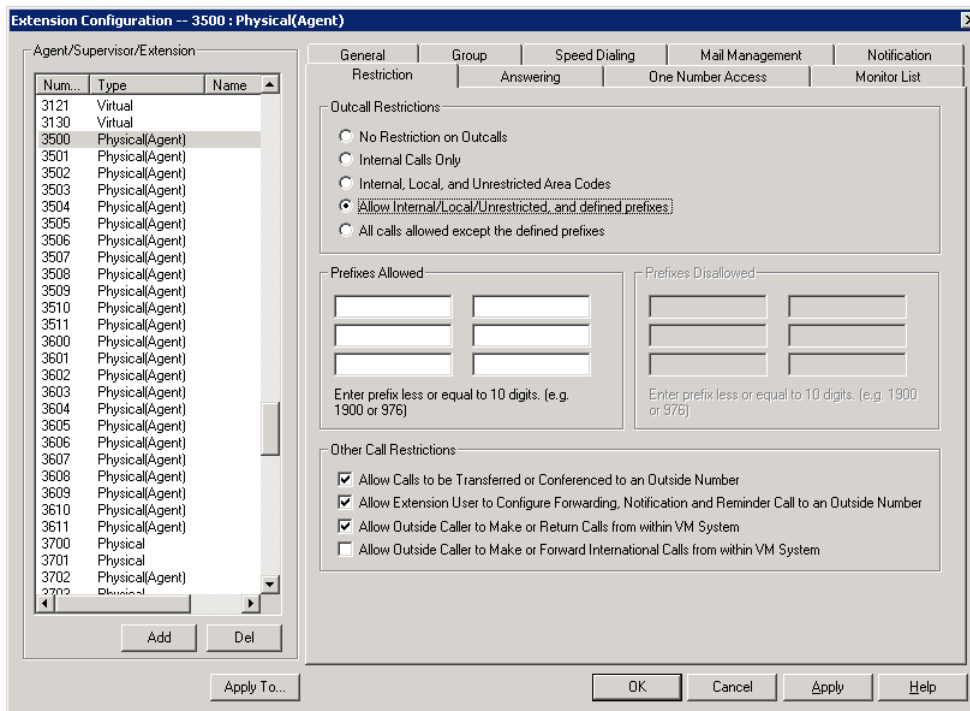 Extension Configuration -- 3500 : Physical(Agent)
Agent/Supervisor/Extension
Num... Type Name
3121 Virtual
3130 Virtual
3500 Physical(Agent)
3501 Physical(Agent)
3502 Physical(Agent)
3503 Physical(Agent)
3504 Physical(Agent)
3505 Physical(Agent)
3506 Physical(Agent)
3507 Physical(Agent)
3508 Physical(Agent)
3509 Physical(Agent)
3510 Physical(Agent)
3511 Physical(Agent)
3600 Physical(Agent)
3601 Physical(Agent)
3602 Physical(Agent)
3603 Physical(Agent)
3604 Physical(Agent)
3605 Physical(Agent)
3606 Physical(Agent)
3607 Physical(Agent)
3608 Physical(Agent)
3609 Physical(Agent)
3610 Physical(Agent)
3611 Physical(Agent)
3700 Physical
3701 Physical
3702 Physical(Agent)
3703 Physical
Add Del
Apply To...
General Group Speed Dialing Mail Management Notification
Restriction Answering One Number Access Monitor List
Outcall Restrictions
No Restriction on Outcalls
Internal Calls Only
Internal, Local, and Unrestricted Area Codes
Allow Internal/Local/Unrestricted, and defined prefixes
All calls allowed except the defined prefixes
Prefixes Allowed
Enter prefix less or equal to 10 digits. (e.g.
1900 or 976)
Prefixes Disallowed
Enter prefix less or equal to 10 digits. (e.g. 1900
or 976)
Other Call Restrictions
Allow Calls to be Transferred or Conferenced to an Outside Number
Allow Extension User to Configure Forwarding, Notification and Reminder Call to an Outside Number
Allow Outside Caller to Make or Return Calls from within VM System
Allow Outside Caller to Make or Forward International Calls from within VM System
OK Cancel Apply Help